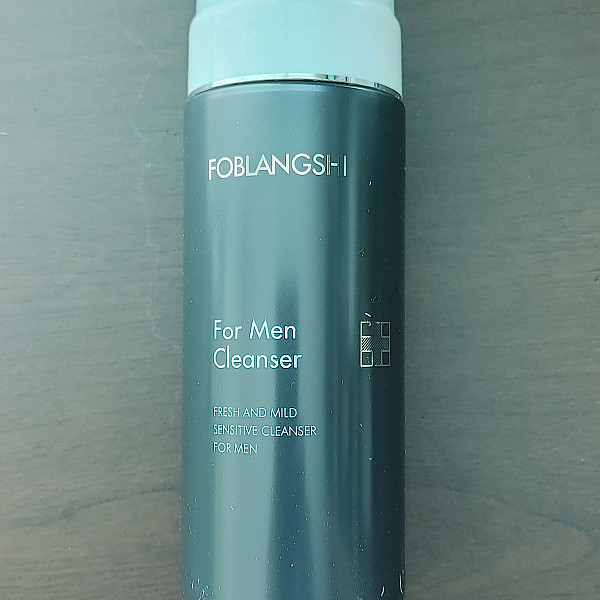 FOBLANGSHI
For Men
Cleanser
FRESH AND MILD
SENSITIVE CLEANSER
FOR MEN